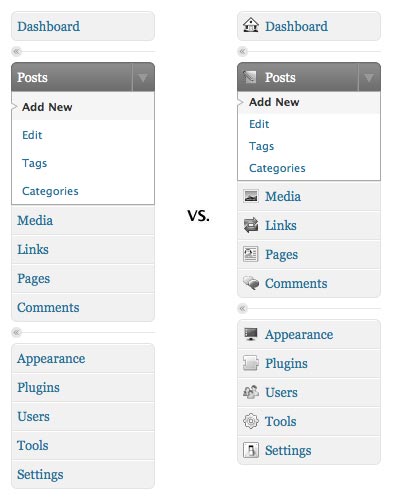 Dashboard
Posts
Add New
Edit
Tags
Categories
Media
Links
Pages
Comments
Appearance
Plugins
Users
Tools
Settings
vs.
Dashboard
Posts
Add New
Edit
Tags
Categories
Media
Links
Pages
Comments
Appearance
Plugins
Users
Tools
Settings